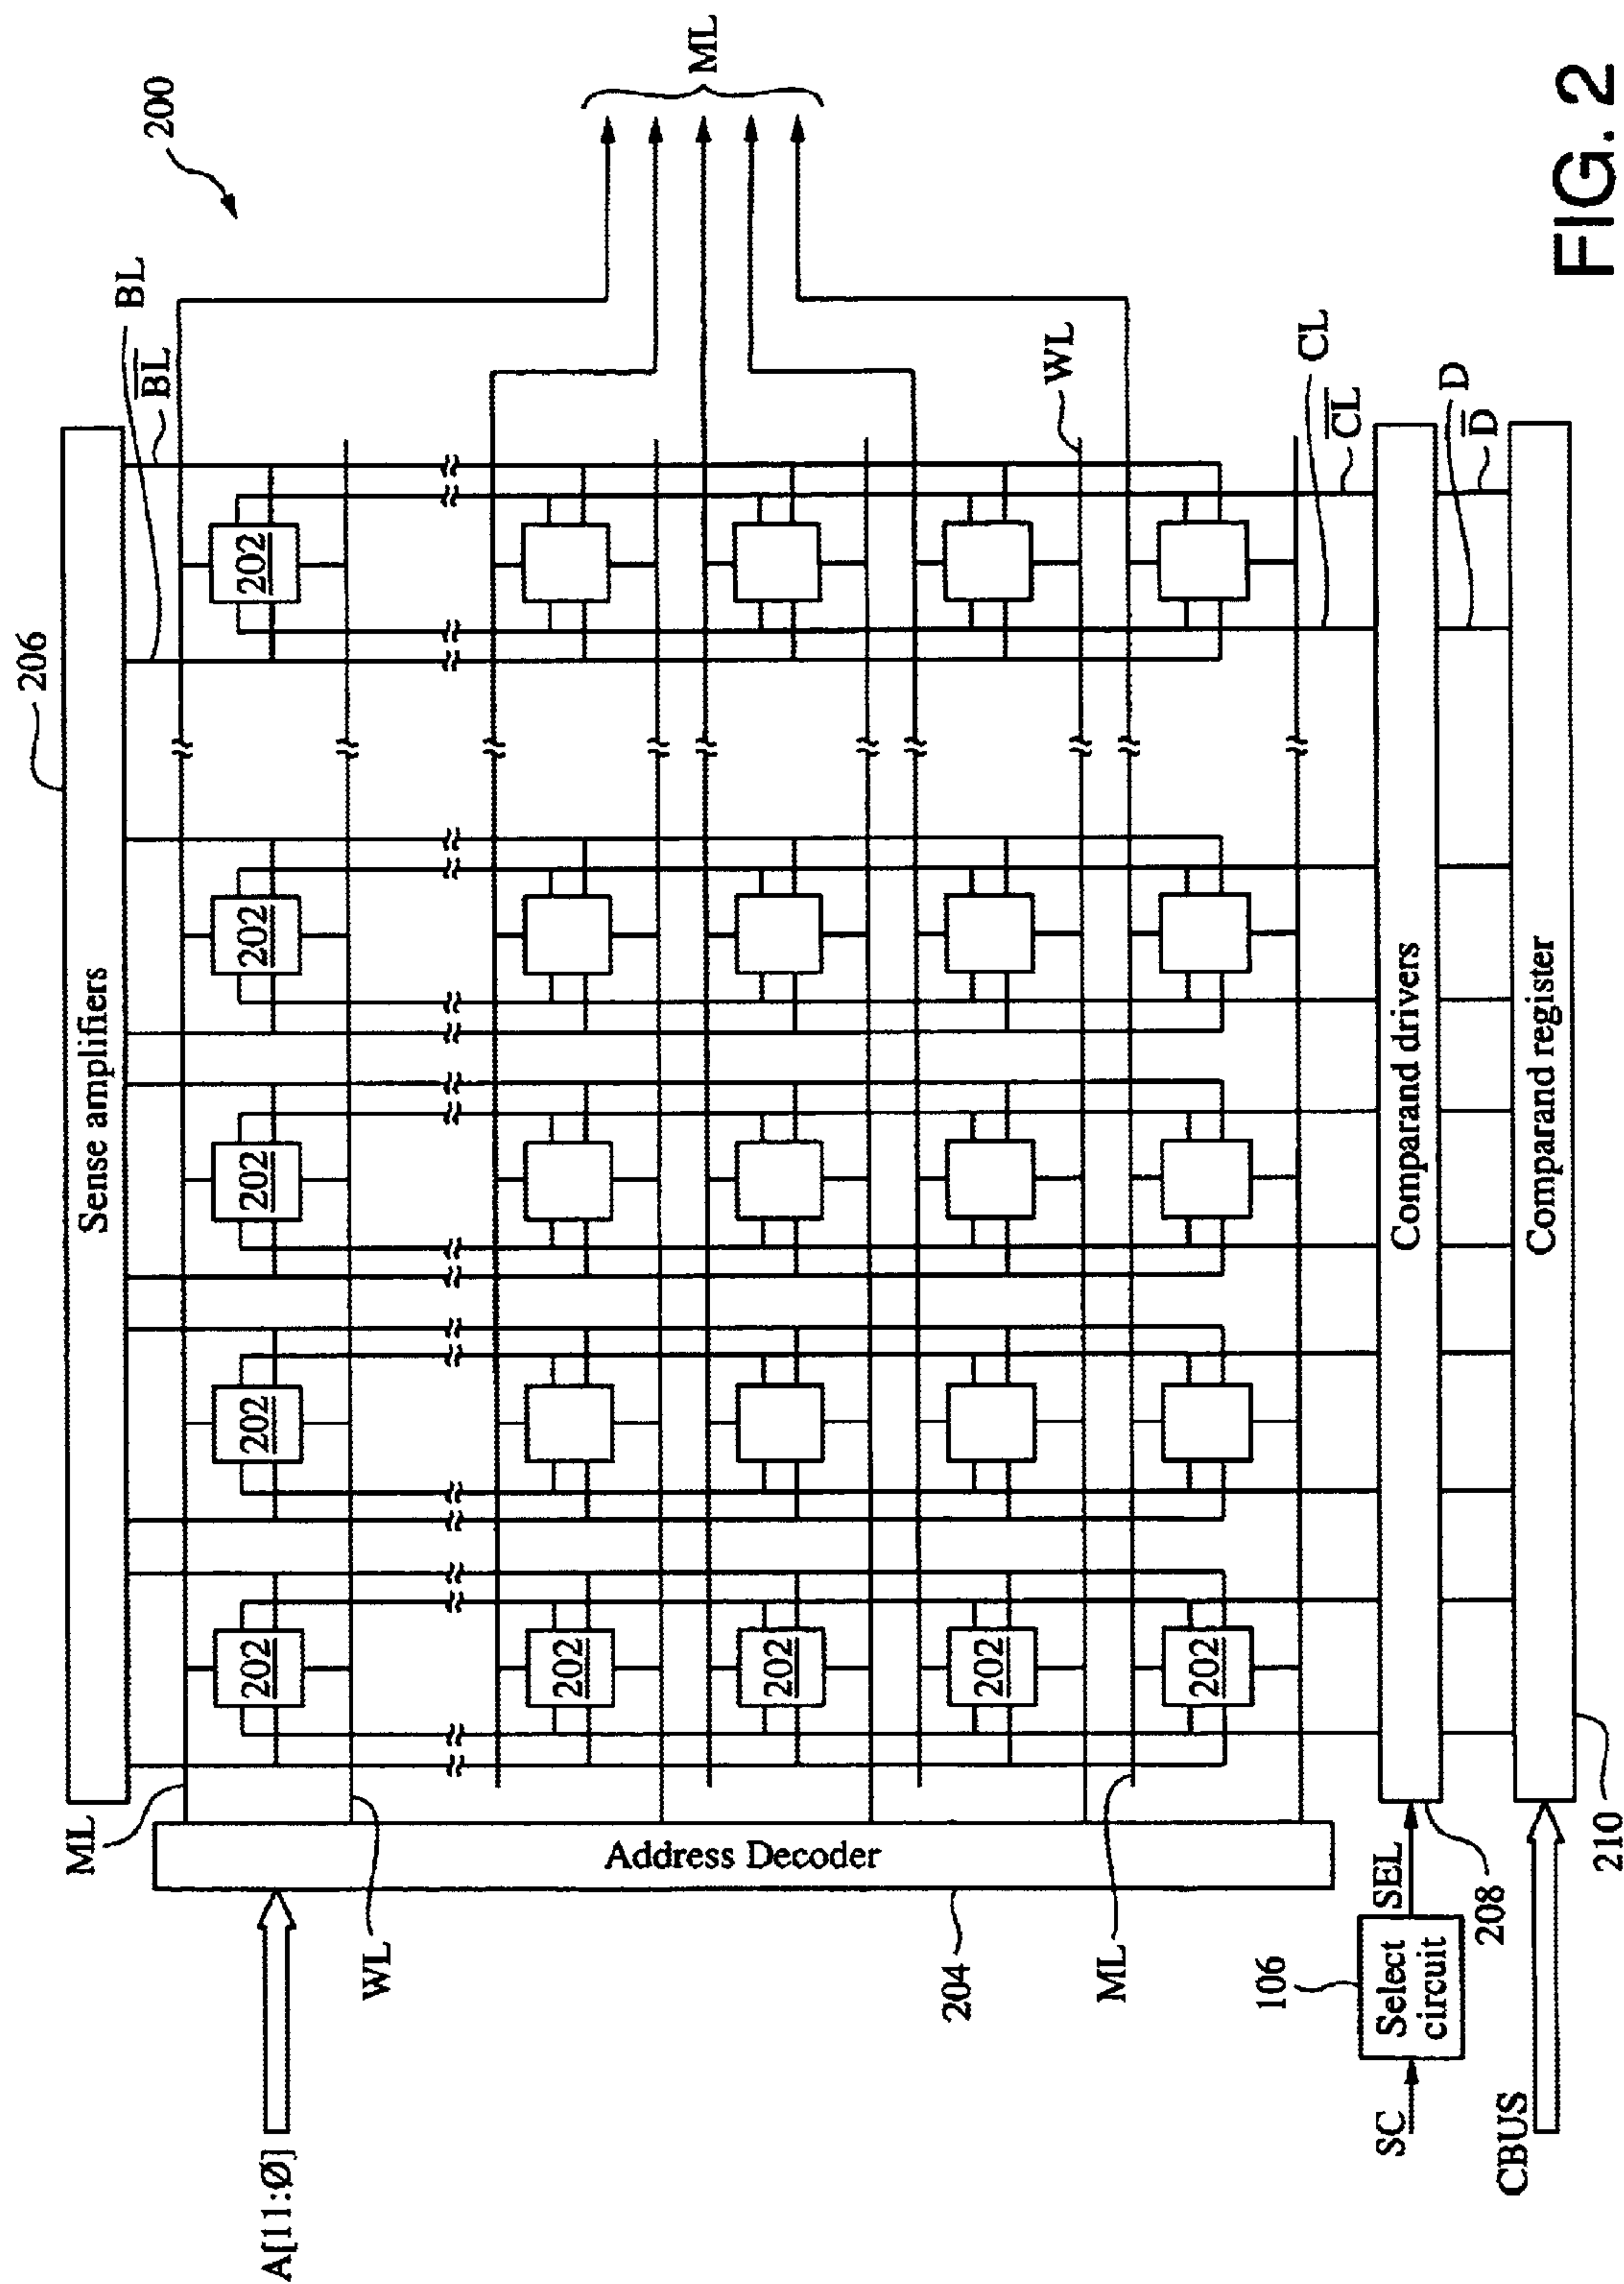 206
Sense amplifiers
BL
BL
200
ML
202
202
202
202
202
202
202
202
202
ML
WL
A[11:Ø]
Address Decoder
204
WL
ML
CL
CL
106
Select
circuit
SC
SEL
208
Comparand drivers
D
D
CBUS
Comparand register
210
FIG. 2